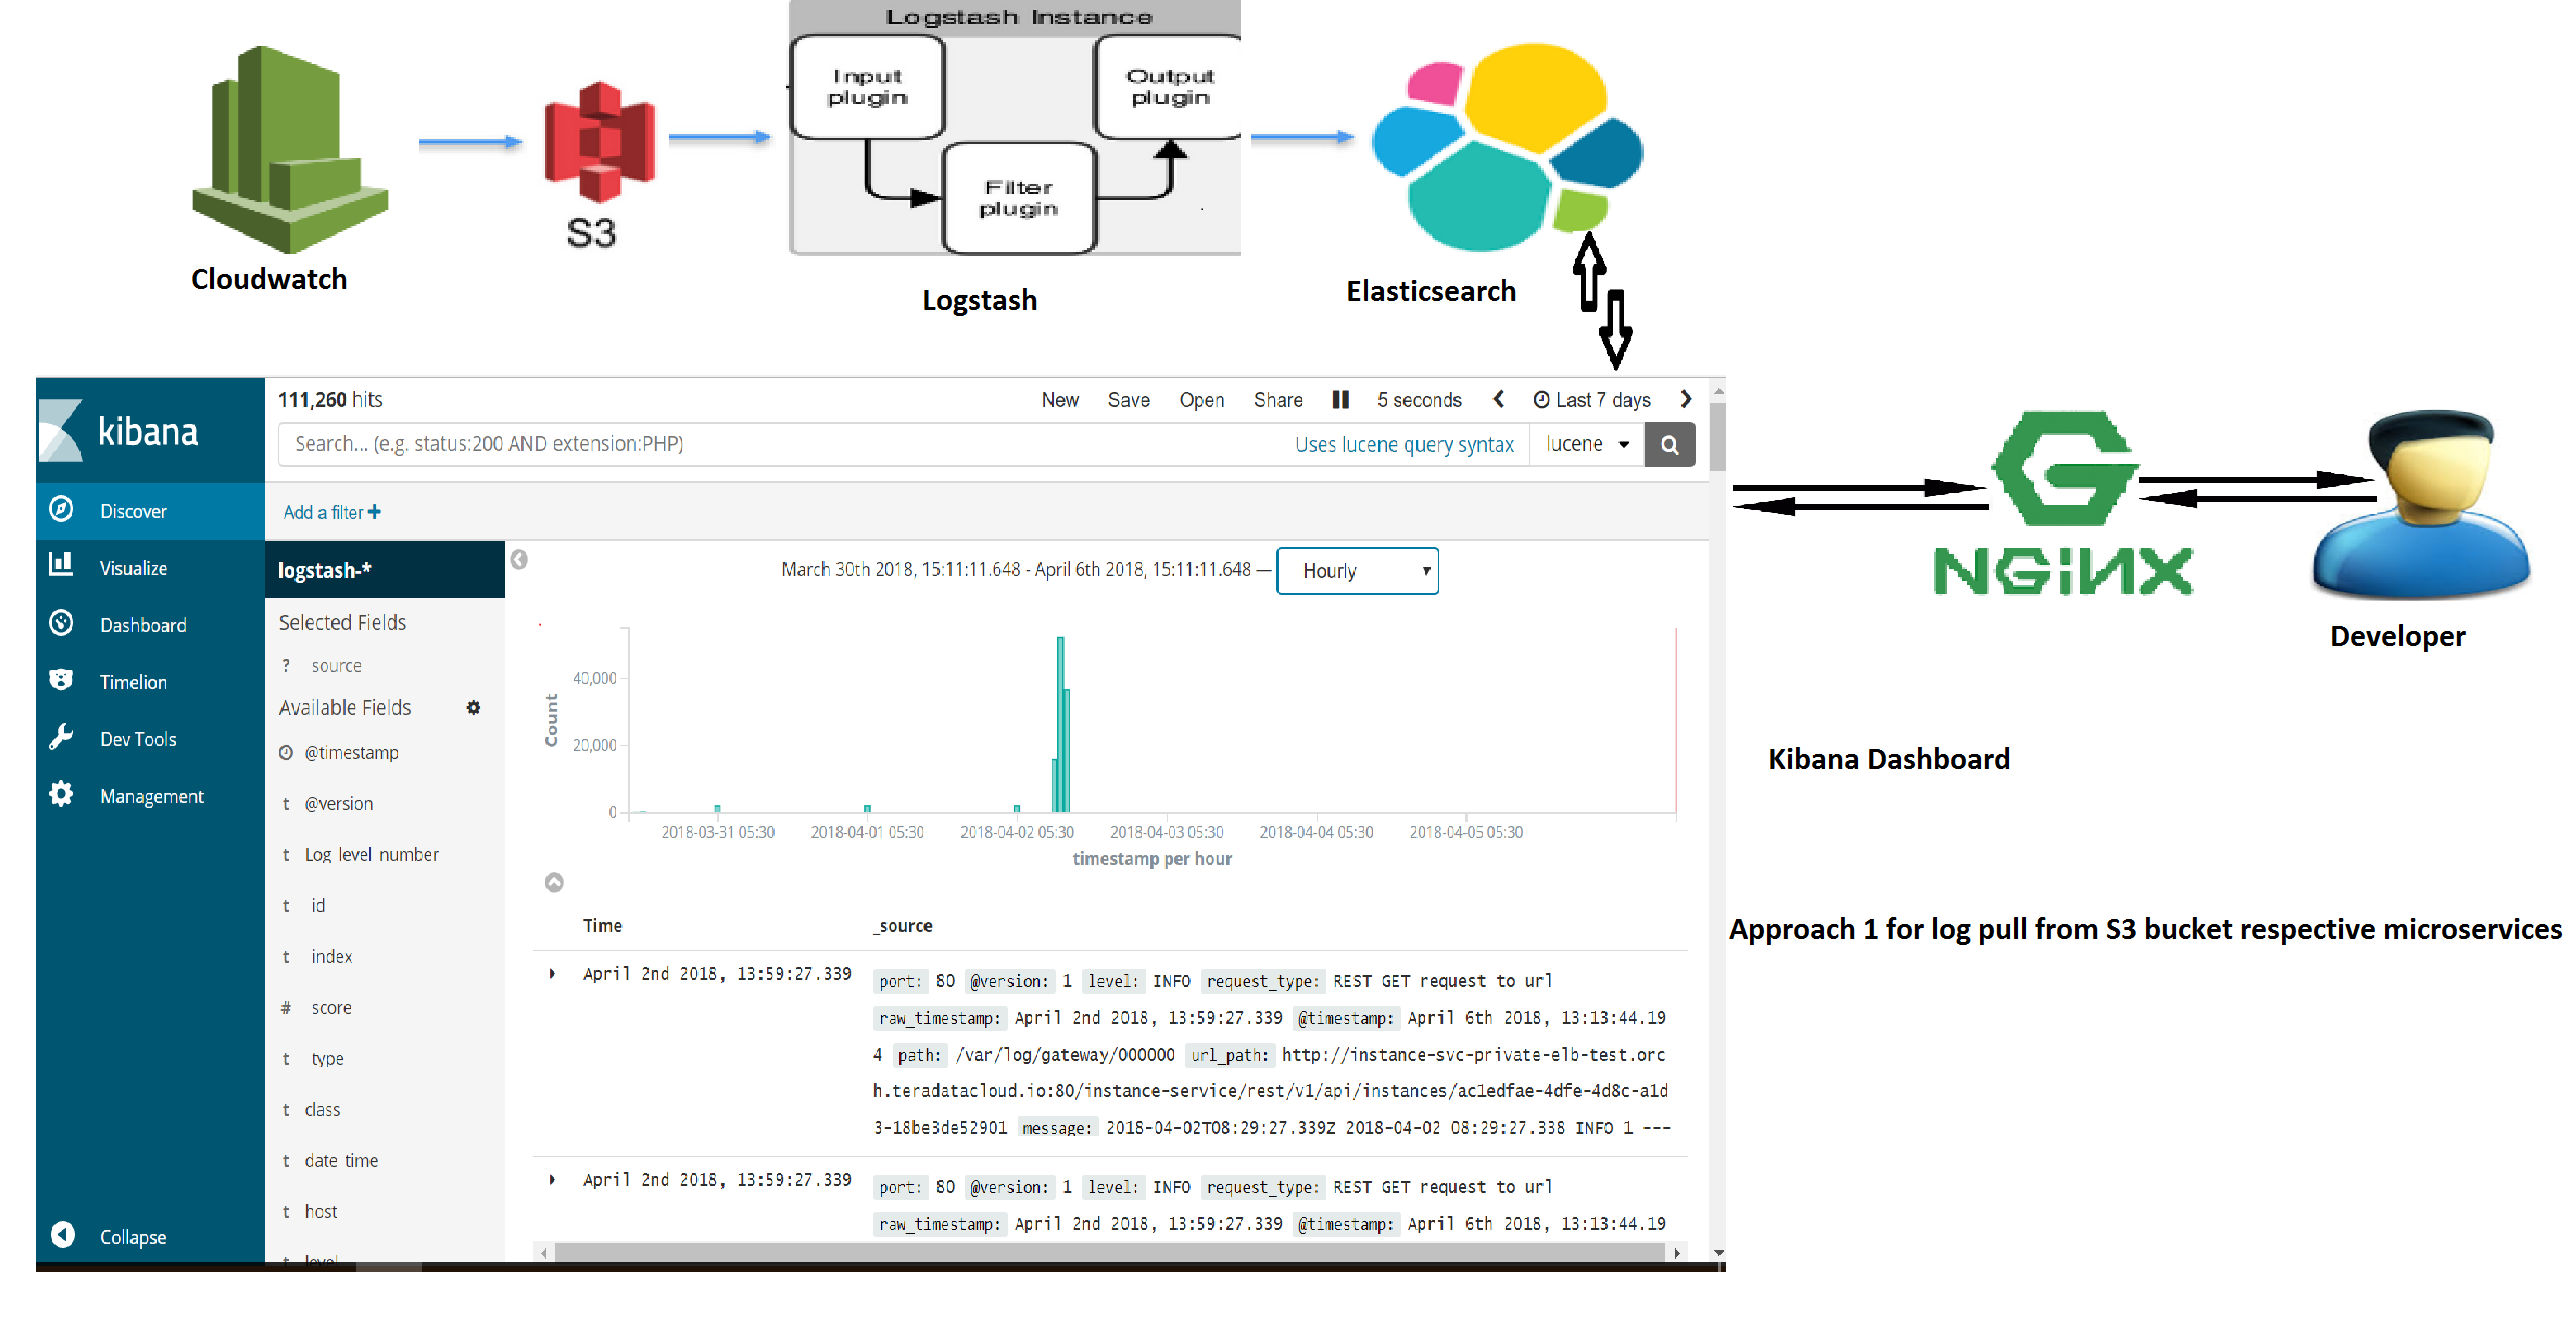 Logstash Instance
Input
plugin
Output
plugin
Filter
plugin
S3
Cloudwatch
Logstash
Elasticsearch
kibana
Discover
Visualize
Dashboard
Timelion
Dev Tools
Management
Collapse
111,260 hits
New Save Open Share 5 seconds Last 7 days
Search... (e.g. status:200 AND extension:PHP)
Uses lucene query syntax
lucene
Add a filter
logstash-*
Selected Fields
? source
Available Fields
@timestamp
t @version
t Log level number
t id
t index
# score
t type
t class
t date time
t host
t level
March 30th 2018, 15:11:11.648 - April 6th 2018, 15:11:11.648 — Hourly
Count
40,000
20,000
0
2018-03-31 05:30
2018-04-01 05:30
2018-04-02 05:30
2018-04-03 05:30
2018-04-04 05:30
2018-04-05 05:30
timestamp per hour
Time _source
April 2nd 2018, 13:59:27.339
port: 80 @version: 1 level: INFO request_type: REST GET request to url
raw_timestamp: April 2nd 2018, 13:59:27.339 @timestamp: April 6th 2018, 13:13:44.19
4 path: /var/log/gateway/000000 url_path: http://instance-svc-private-elb-test.orc
h.teradatacloud.io:80/instance-service/rest/v1/api/instances/ac1edfae-4dfe-4d8c-a1d
3-18be3de52901 message: 2018-04-02T08:29:27.339Z 2018-04-02 08:29:27.338 INFO 1 ---
April 2nd 2018, 13:59:27.339
port: 80 @version: 1 level: INFO request_type: REST GET request to url
raw_timestamp: April 2nd 2018, 13:59:27.339 @timestamp: April 6th 2018, 13:13:44.19
NGiNX
Developer
Kibana Dashboard
Approach 1 for log pull from S3 bucket respective microservices